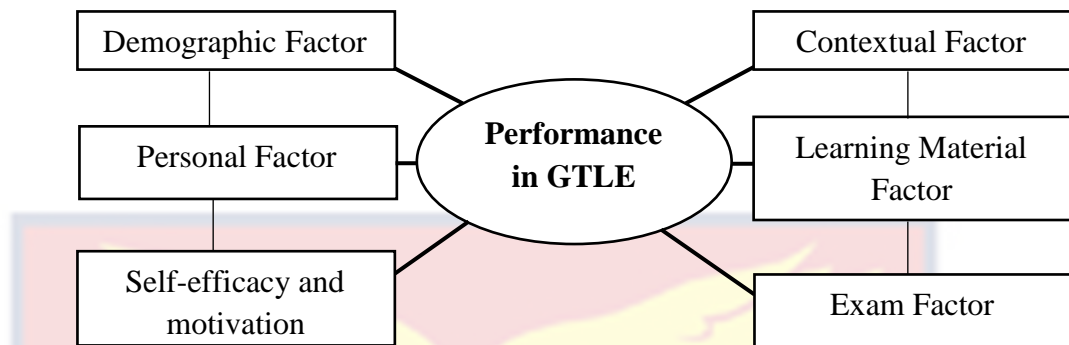 Demographic Factor
Contextual Factor
Performance
in GTLE
Personal Factor
Learning Material
Factor
Self-efficacy and
motivation
Exam Factor